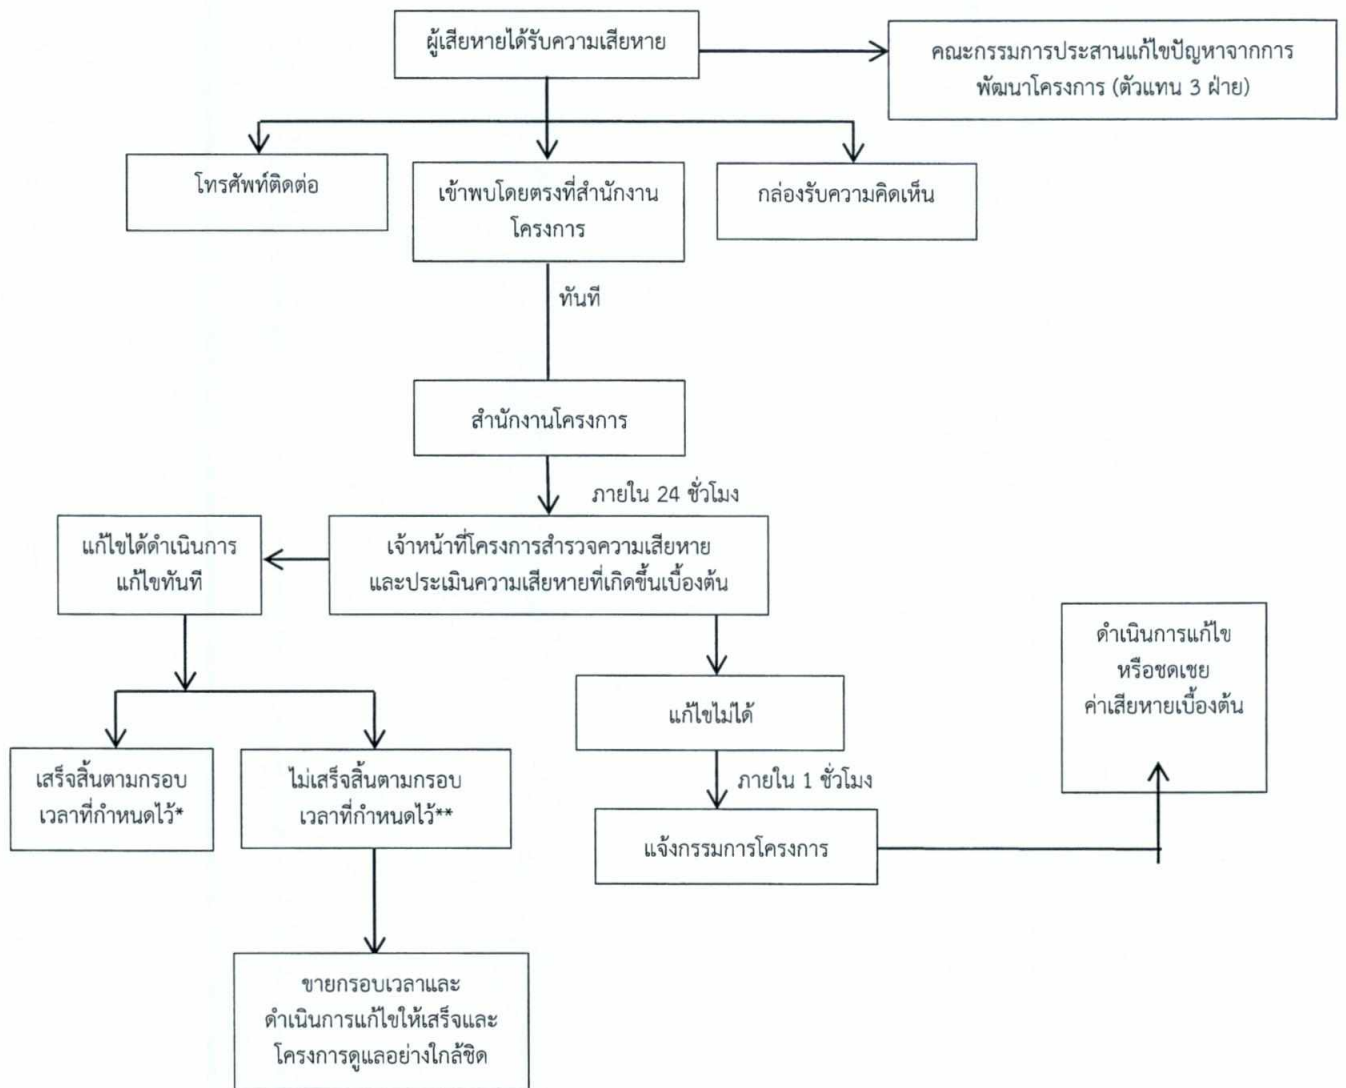 ผู้เสียหายได้รับความเสียหาย
คณะกรรมการประสานแก้ไขปัญหาจากการ
พัฒนาโครงการ (ตัวแทน 3 ฝ่าย)
โทรศัพท์ติดต่อ
เข้าพบโดยตรงที่สำนักงาน
โครงการ
กล่องรับความคิดเห็น
ทันที
สำนักงานโครงการ
ภายใน 24 ชั่วโมง
แก้ไขได้ดำเนินการ
แก้ไขทันที
เจ้าหน้าที่โครงการสำรวจความเสียหาย
และประเมินความเสียหายที่เกิดขึ้นเบื้องต้น
ดำเนินการแก้ไข
หรือชดเชย
ค่าเสียหายเบื้องต้น
แก้ไขไม่ได้
เสร็จสิ้นตามกรอบ
เวลาที่กำหนดไว้*
ไม่เสร็จสิ้นตามกรอบ
เวลาที่กำหนดไว้**
ภายใน 1 ชั่วโมง
แจ้งกรรมการโครงการ
ขายกรอบเวลาและ
ดำเนินการแก้ไขให้เสร็จและ
โครงการดูแลอย่างใกล้ชิด